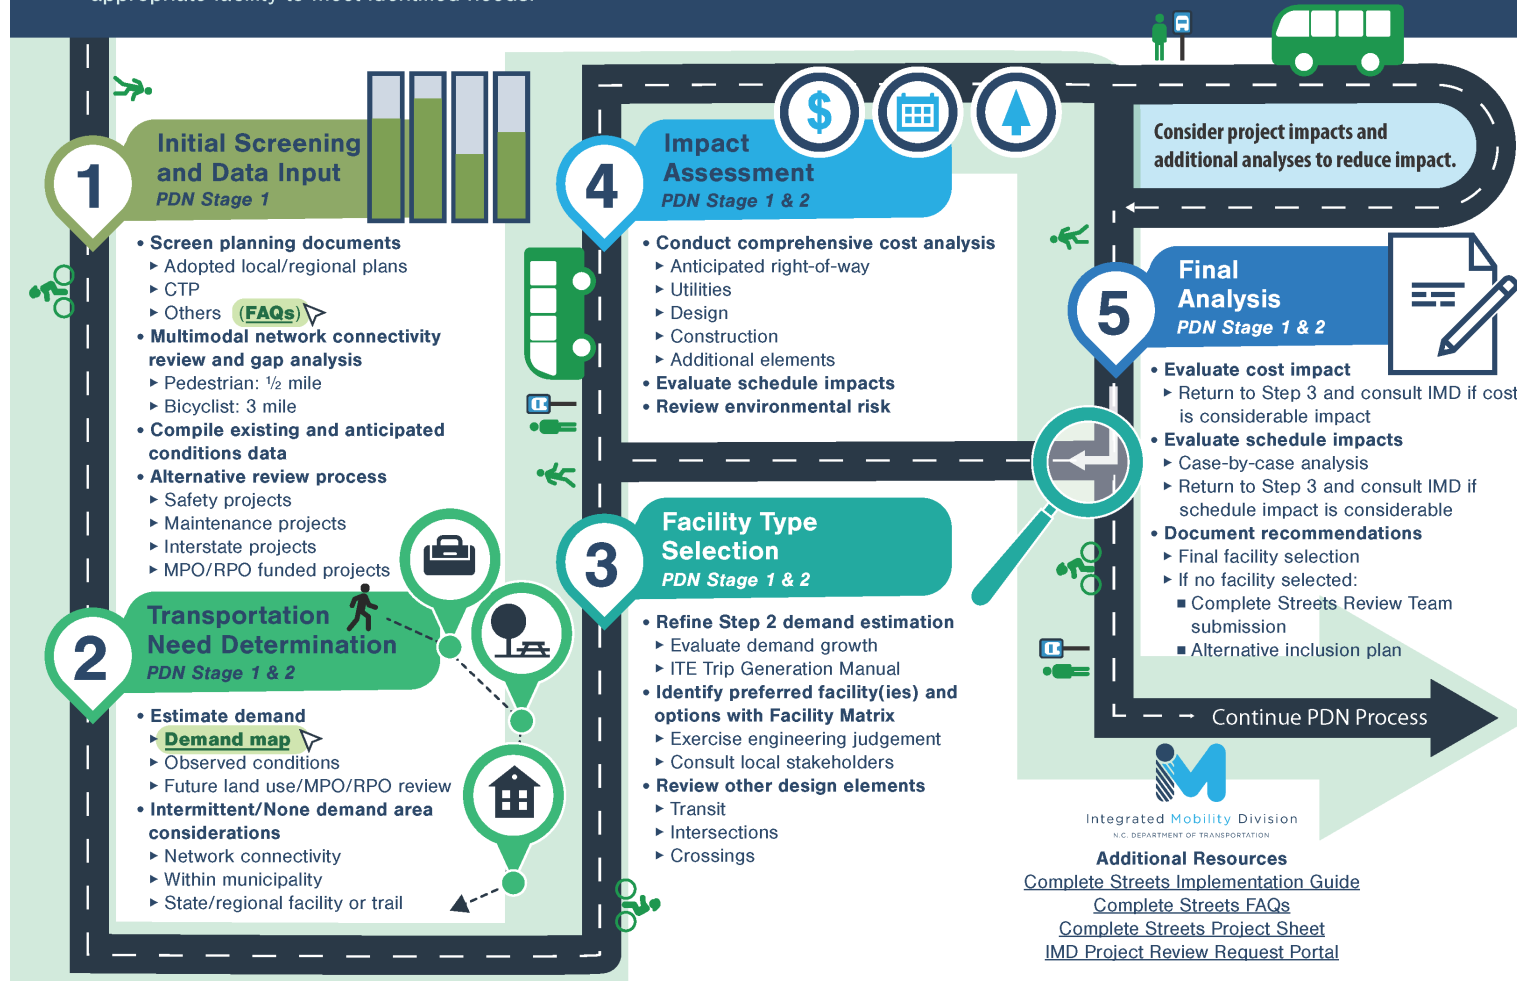 appropriate facility to meet identified needs.
1
Initial Screening
and Data Input
PDN Stage 1
• Screen planning documents
▸ Adopted local/regional plans
▸ CTP
▸ Others (FAQs)
• Multimodal network connectivity
review and gap analysis
▸ Pedestrian: ½ mile
▸ Bicyclist: 3 mile
• Compile existing and anticipated
conditions data
• Alternative review process
▸ Safety projects
▸ Maintenance projects
▸ Interstate projects
▸ MPO/RPO funded projects
2
Transportation
Need Determination
PDN Stage 1 & 2
• Estimate demand
▸ Demand map
▸ Observed conditions
▸ Future land use/MPO/RPO review
• Intermittent/None demand area
considerations
▸ Network connectivity
▸ Within municipality
▸ State/regional facility or trail
3
Facility Type
Selection
PDN Stage 1 & 2
• Refine Step 2 demand estimation
▸ Evaluate demand growth
▸ ITE Trip Generation Manual
• Identify preferred facility(ies) and
options with Facility Matrix
▸ Exercise engineering judgement
▸ Consult local stakeholders
• Review other design elements
▸ Transit
▸ Intersections
▸ Crossings
4
Impact
Assessment
PDN Stage 1 & 2
$
• Conduct comprehensive cost analysis
▸ Anticipated right-of-way
▸ Utilities
▸ Design
▸ Construction
▸ Additional elements
• Evaluate schedule impacts
• Review environmental risk
Consider project impacts and
additional analyses to reduce impact.
5
Final
Analysis
PDN Stage 1 & 2
• Evaluate cost impact
▸ Return to Step 3 and consult IMD if cost
is considerable impact
• Evaluate schedule impacts
▸ Case-by-case analysis
▸ Return to Step 3 and consult IMD if
schedule impact is considerable
• Document recommendations
▸ Final facility selection
▸ If no facility selected:
■ Complete Streets Review Team
submission
■ Alternative inclusion plan
Continue PDN Process
iM
Integrated Mobility Division
N.C. DEPARTMENT OF TRANSPORTATION
Additional Resources
Complete Streets Implementation Guide
Complete Streets FAQs
Complete Streets Project Sheet
IMD Project Review Request Portal